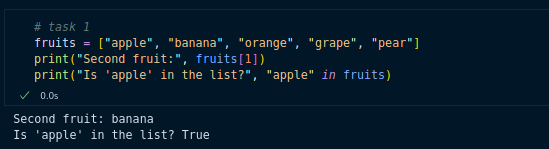 # task 1
fruits = ["apple", "banana", "orange", "grape", "pear"]
print("Second fruit:", fruits[1])
print("Is 'apple' in the list?", "apple" in fruits)
0.0s
Second fruit: banana
Is 'apple' in the list? True